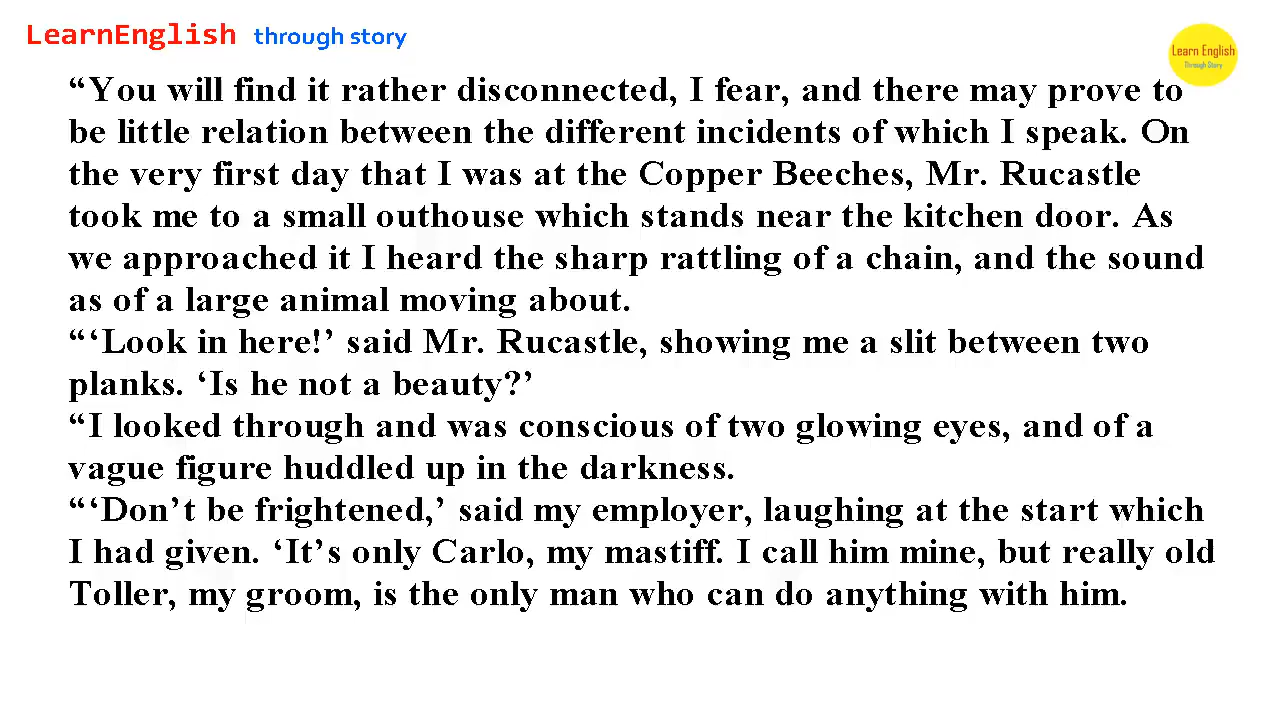 LearnEnglish through story
Learn English
Through Story
“You will find it rather disconnected, I fear, and there may prove to
be little relation between the different incidents of which I speak. On
the very first day that I was at the Copper Beeches, Mr. Rucastle
took me to a small outhouse which stands near the kitchen door. As
we approached it I heard the sharp rattling of a chain, and the sound
as of a large animal moving about.
“‘Look in here!’ said Mr. Rucastle, showing me a slit between two
planks. ‘Is he not a beauty?’
“I looked through and was conscious of two glowing eyes, and of a
vague figure huddled up in the darkness.
“‘Don’t be frightened,’ said my employer, laughing at the start which
I had given. ‘It’s only Carlo, my mastiff. I call him mine, but really old
Toller, my groom, is the only man who can do anything with him.